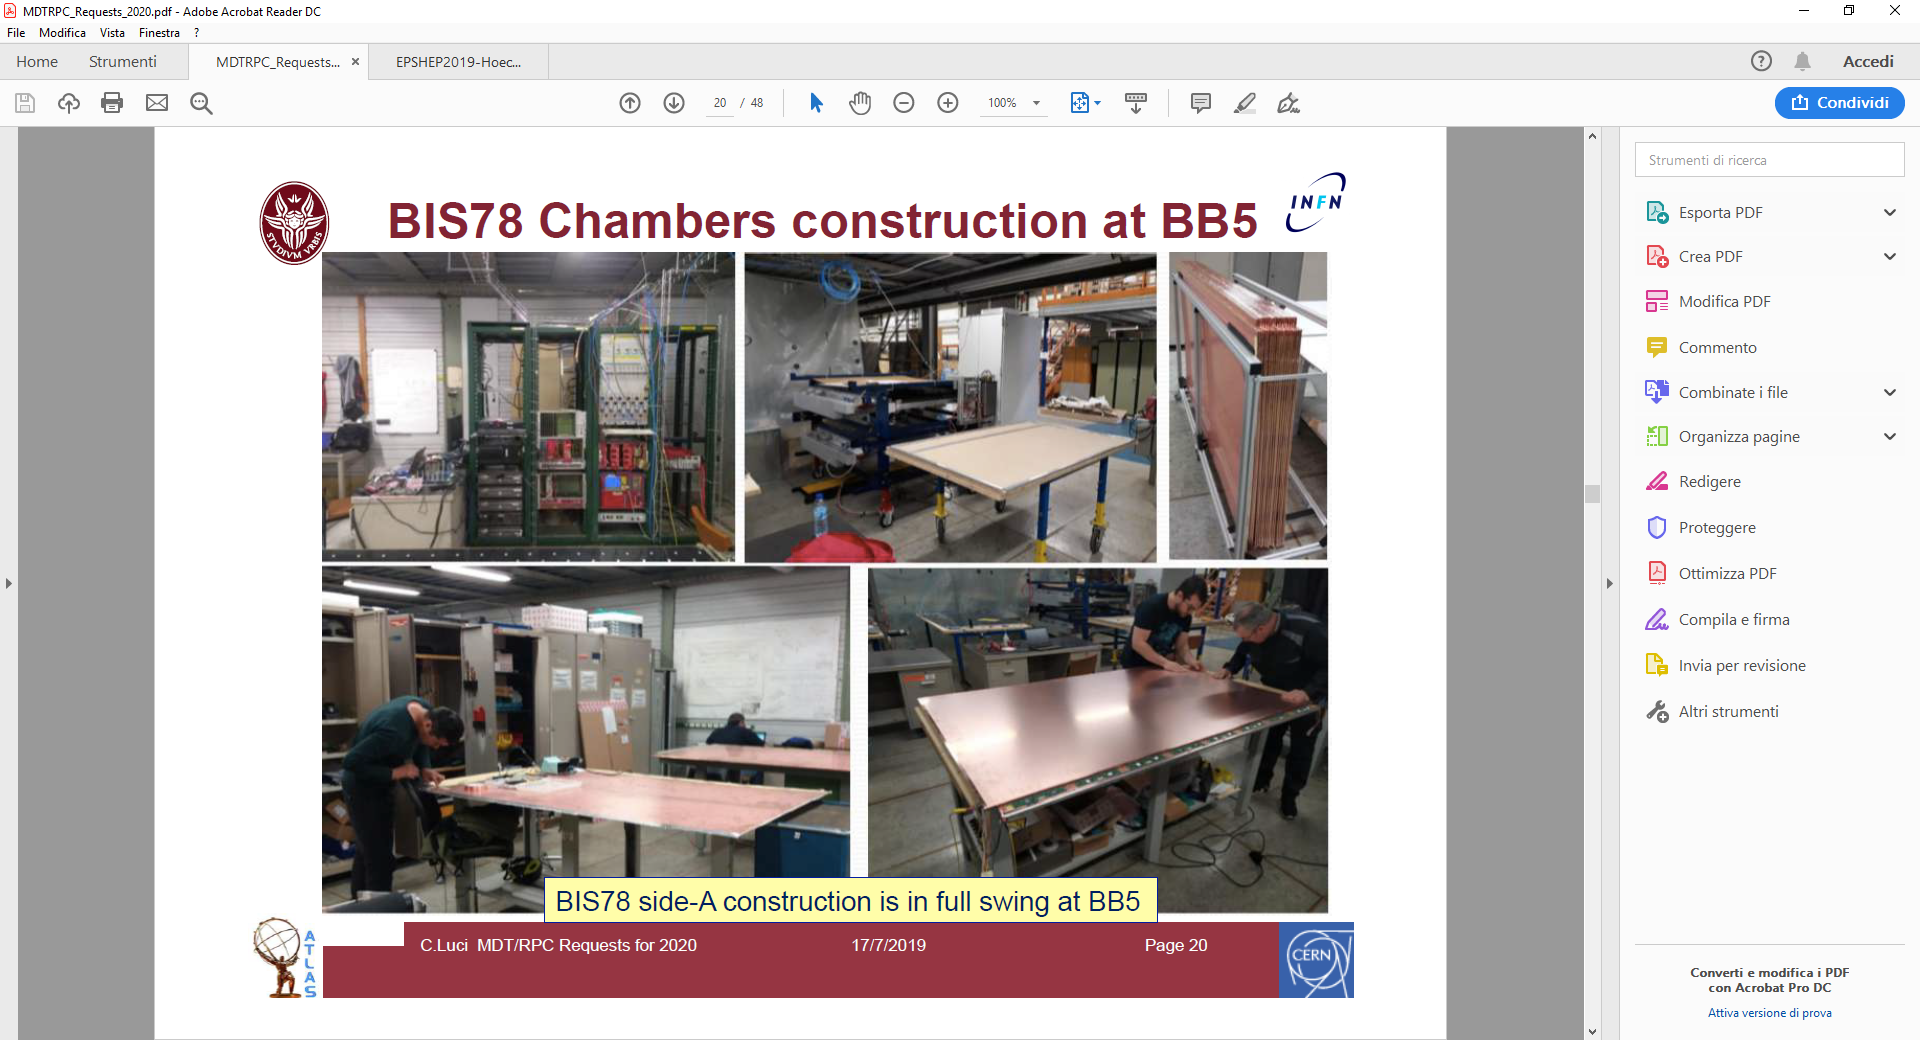 MDTRPC_Requests_2020.pdf - Adobe Acrobat Reader DC
File Modifica Vista Finestra ?
Home Strumenti MDTRPC_Requests... × EPSHEP2019-Hoec... Accedi
20 / 48 100% Condividi
Strumenti di ricerca
Esporta PDF
Crea PDF
Modifica PDF
Commento
Combinate i file
Organizza pagine
Redigere
Proteggere
Ottimizza PDF
Compila e firma
Invia per revisione
Altri strumenti
Converti e modifica i PDF
con Acrobat Pro DC
Attiva versione di prova
STVDIVM VRBIS
BIS78 Chambers construction at BB5
INFN
BIS78 side-A construction is in full swing at BB5
ATLAS
C.Luci MDT/RPC Requests for 2020 17/7/2019 Page 20
CERN